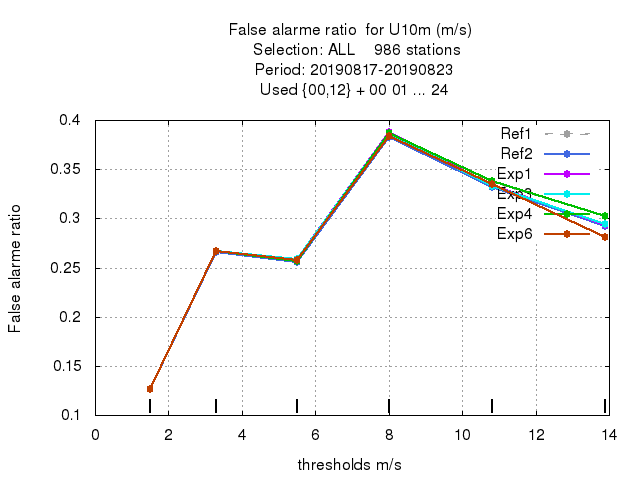 False alarme ratio  for U10m (m/s)
Selection: ALL    986 stations
Period: 20190817-20190823
Used {00,12} + 00 01 ... 24
False alarme ratio
0.4
0.35
0.3
0.25
0.2
0.15
0.1
Ref1
Ref2
Exp1
Exp3
Exp4
Exp6
0 2 4 6 8 10 12 14
thresholds m/s